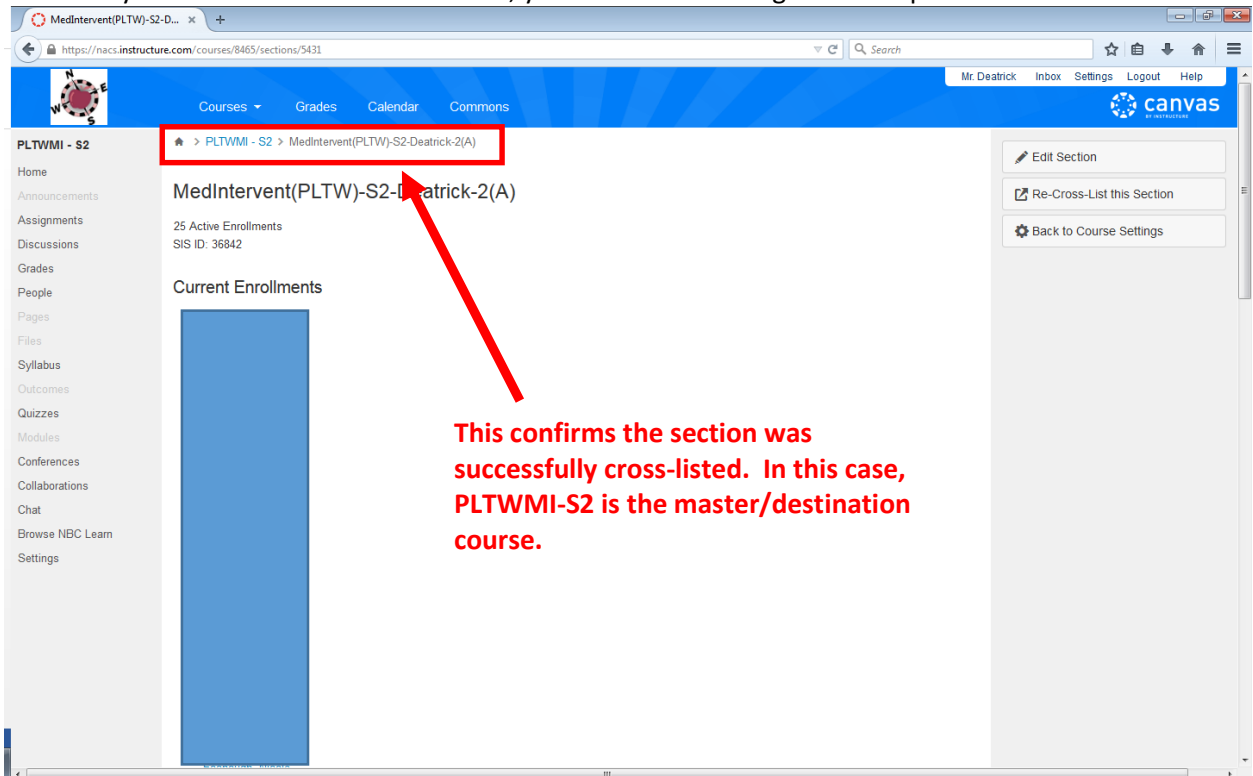 MedIntervent(PLTW)-S2-D... × +
https://nacs.instructure.com/courses/8465/sections/5431 Search
Mr. Deatrick Inbox Settings Logout Help
N E W S
Courses Grades Calendar Commons
canvas
BY INSTRUCTURE
PLTWMI - S2
Home
Announcements
Assignments
Discussions
Grades
People
Pages
Files
Syllabus
Outcomes
Quizzes
Modules
Conferences
Collaborations
Chat
Browse NBC Learn
Settings
> PLTWMI - S2 > MedIntervent(PLTW)-S2-Deatrick-2(A)
MedIntervent(PLTW)-S2-Deatrick-2(A)
25 Active Enrollments
SIS ID: 36842
Current Enrollments
This confirms the section was
successfully cross-listed. In this case,
PLTWMI-S2 is the master/destination
course.
Edit Section
Re-Cross-List this Section
Back to Course Settings